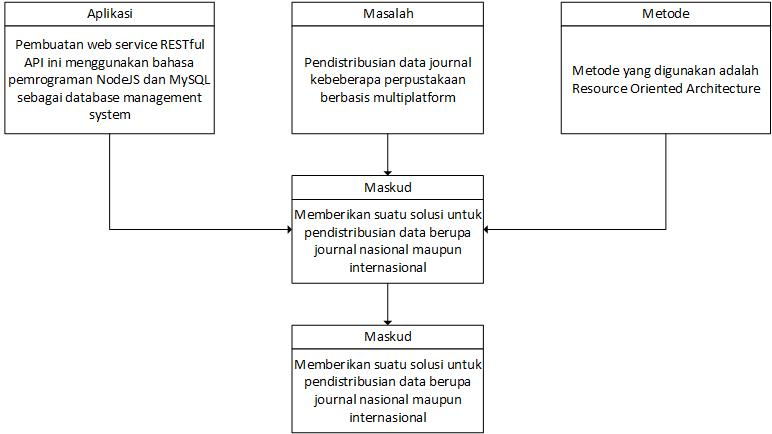 Aplikasi
Pembuatan web service RESTful
API ini menggunakan bahasa
pemrograman NodeJS dan MySQL
sebagai database management
system
Masalah
Pendistribusian data journal
kebeberapa perpustakaan
berbasis multiplatform
Metode
Metode yang digunakan adalah
Resource Oriented Architecture
Maskud
Memberikan suatu solusi untuk
pendistribusian data berupa
journal nasional maupun
internasional
Maskud
Memberikan suatu solusi untuk
pendistribusian data berupa
journal nasional maupun
internasional